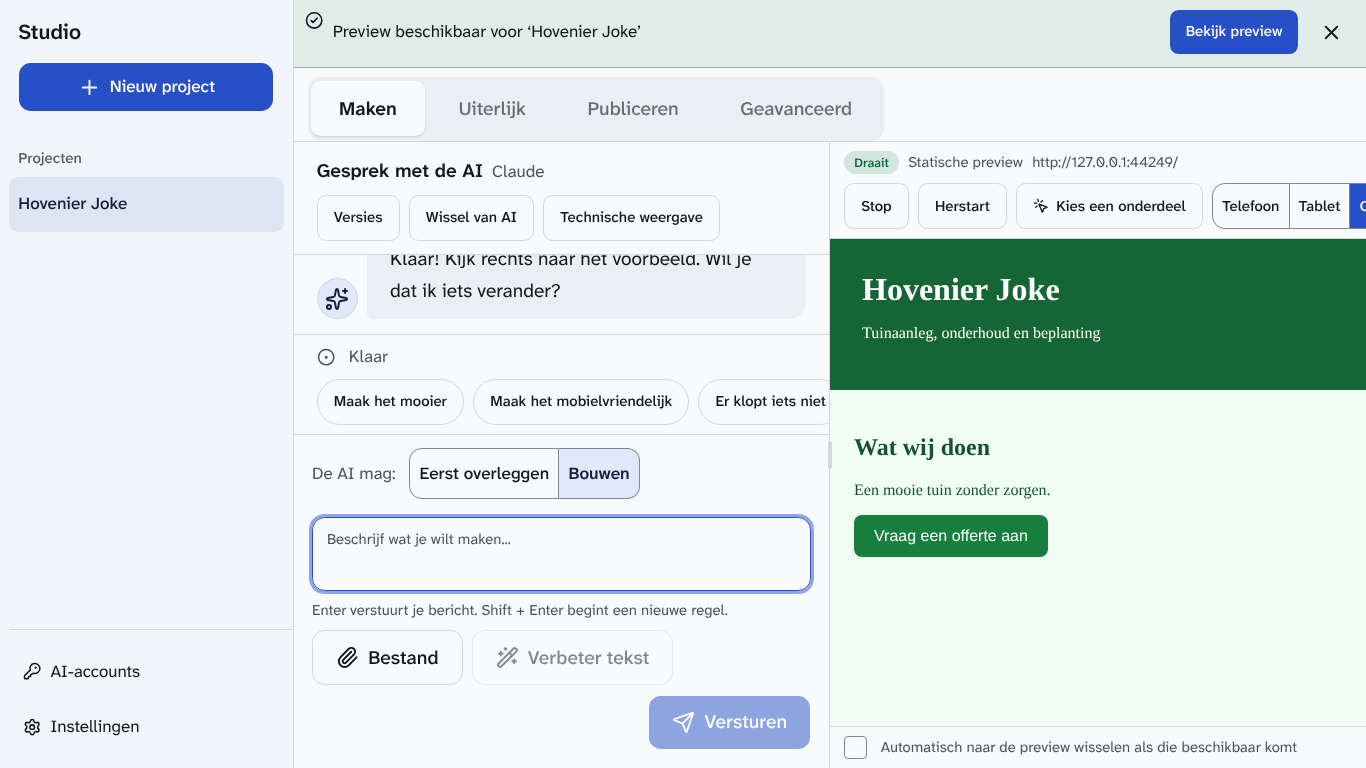 Studio
Nieuw project
Projecten
Hovenier Joke
AI-accounts
Instellingen
Preview beschikbaar voor ‘Hovenier Joke’
Bekijk preview
Maken
Uiterlijk
Publiceren
Geavanceerd
Gesprek met de AI Claude
Versies
Wissel van AI
Technische weergave
Klaar! Kijk rechts naar het voorbeeld. Wil je
dat ik iets verander?
Klaar
Maak het mooier
Maak het mobielvriendelijk
Er klopt iets niet
De AI mag:
Eerst overleggen
Bouwen
Beschrijf wat je wilt maken...
Enter verstuurt je bericht. Shift + Enter begint een nieuwe regel.
Bestand
Verbeter tekst
Versturen
Draait
Statische preview http://127.0.0.1:44249/
Stop
Herstart
Kies een onderdeel
Telefoon
Tablet
Hovenier Joke
Tuinaanleg, onderhoud en beplanting
Wat wij doen
Een mooie tuin zonder zorgen.
Vraag een offerte aan
Automatisch naar de preview wisselen als die beschikbaar komt